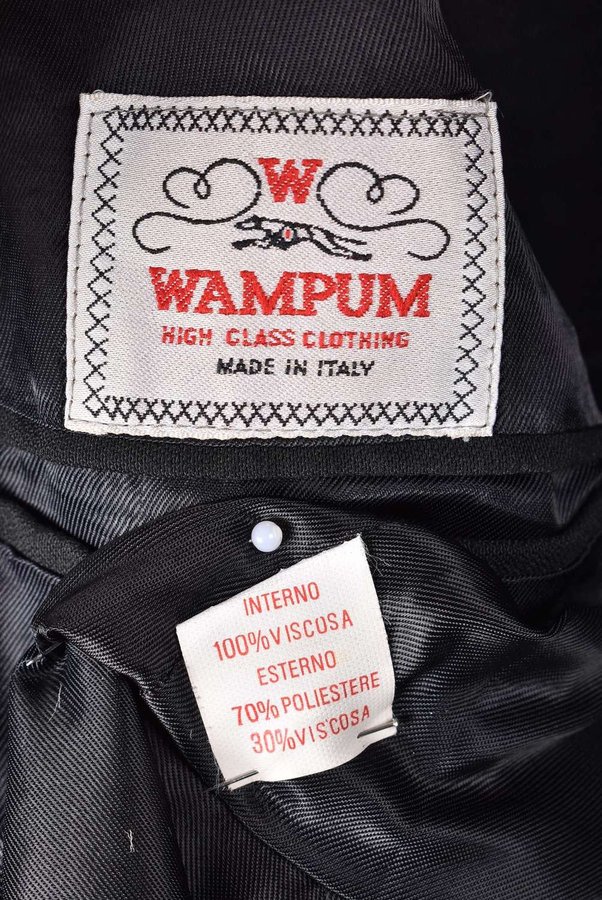 W
WAMPUM
HIGH CLASS CLOTHING
MADE IN ITALY
INTERNO
100% VISCOSA
ESTERNO
70% POLIESTERE
30% VISCOSA